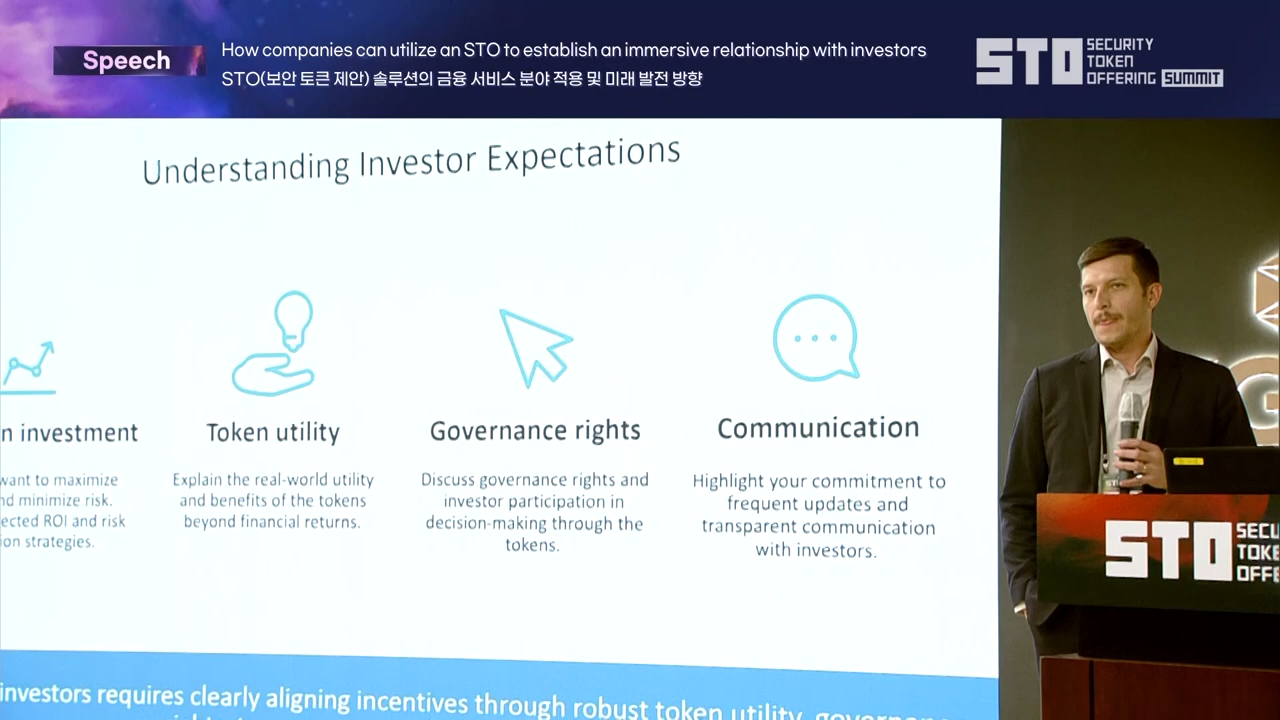 Speech
How companies can utilize an STO to establish an immersive relationship with investors
STO(보안 토큰 제안) 솔루션의 금융 서비스 분야 적용 및 미래 발전 방향
STO SECURITY
TOKEN
OFFERING SUMMIT
Understanding Investor Expectations
n investment
want to maximize
nd minimize risk.
ected ROI and risk
ion strategies.
Token utility
Explain the real-world utility
and benefits of the tokens
beyond financial returns.
Governance rights
Discuss governance rights and
investor participation in
decision-making through the
tokens.
Communication
Highlight your commitment to
frequent updates and
transparent communication
with investors.
investors requires clearly aligning incentives through robust token utility,
STO SECU
TOKE
OFFE